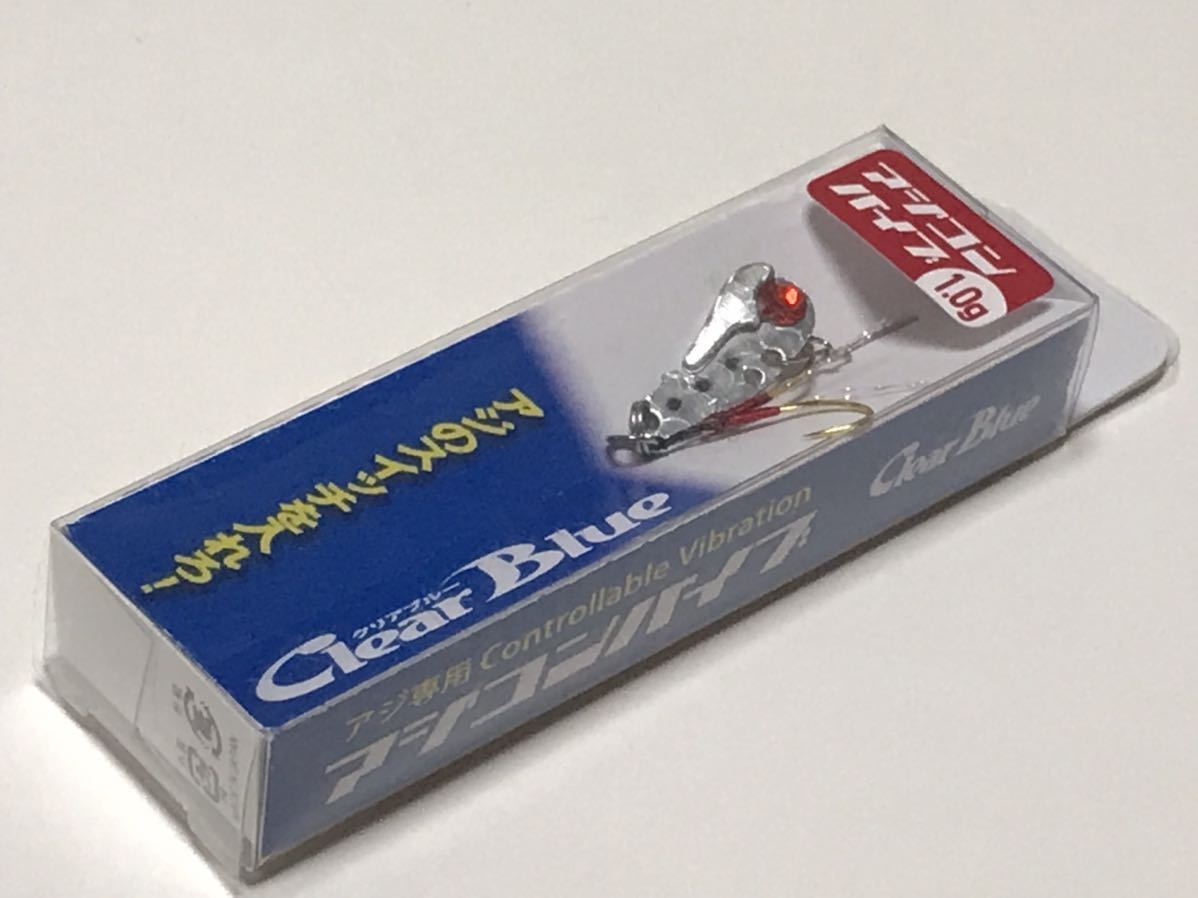 アジコン
バイブ
1.0g
アジのスイッチを入れろ!
クリアブルー
Clear Blue
アジ専用 Controllable Vibration
アジコンバイブ
Clear Blue